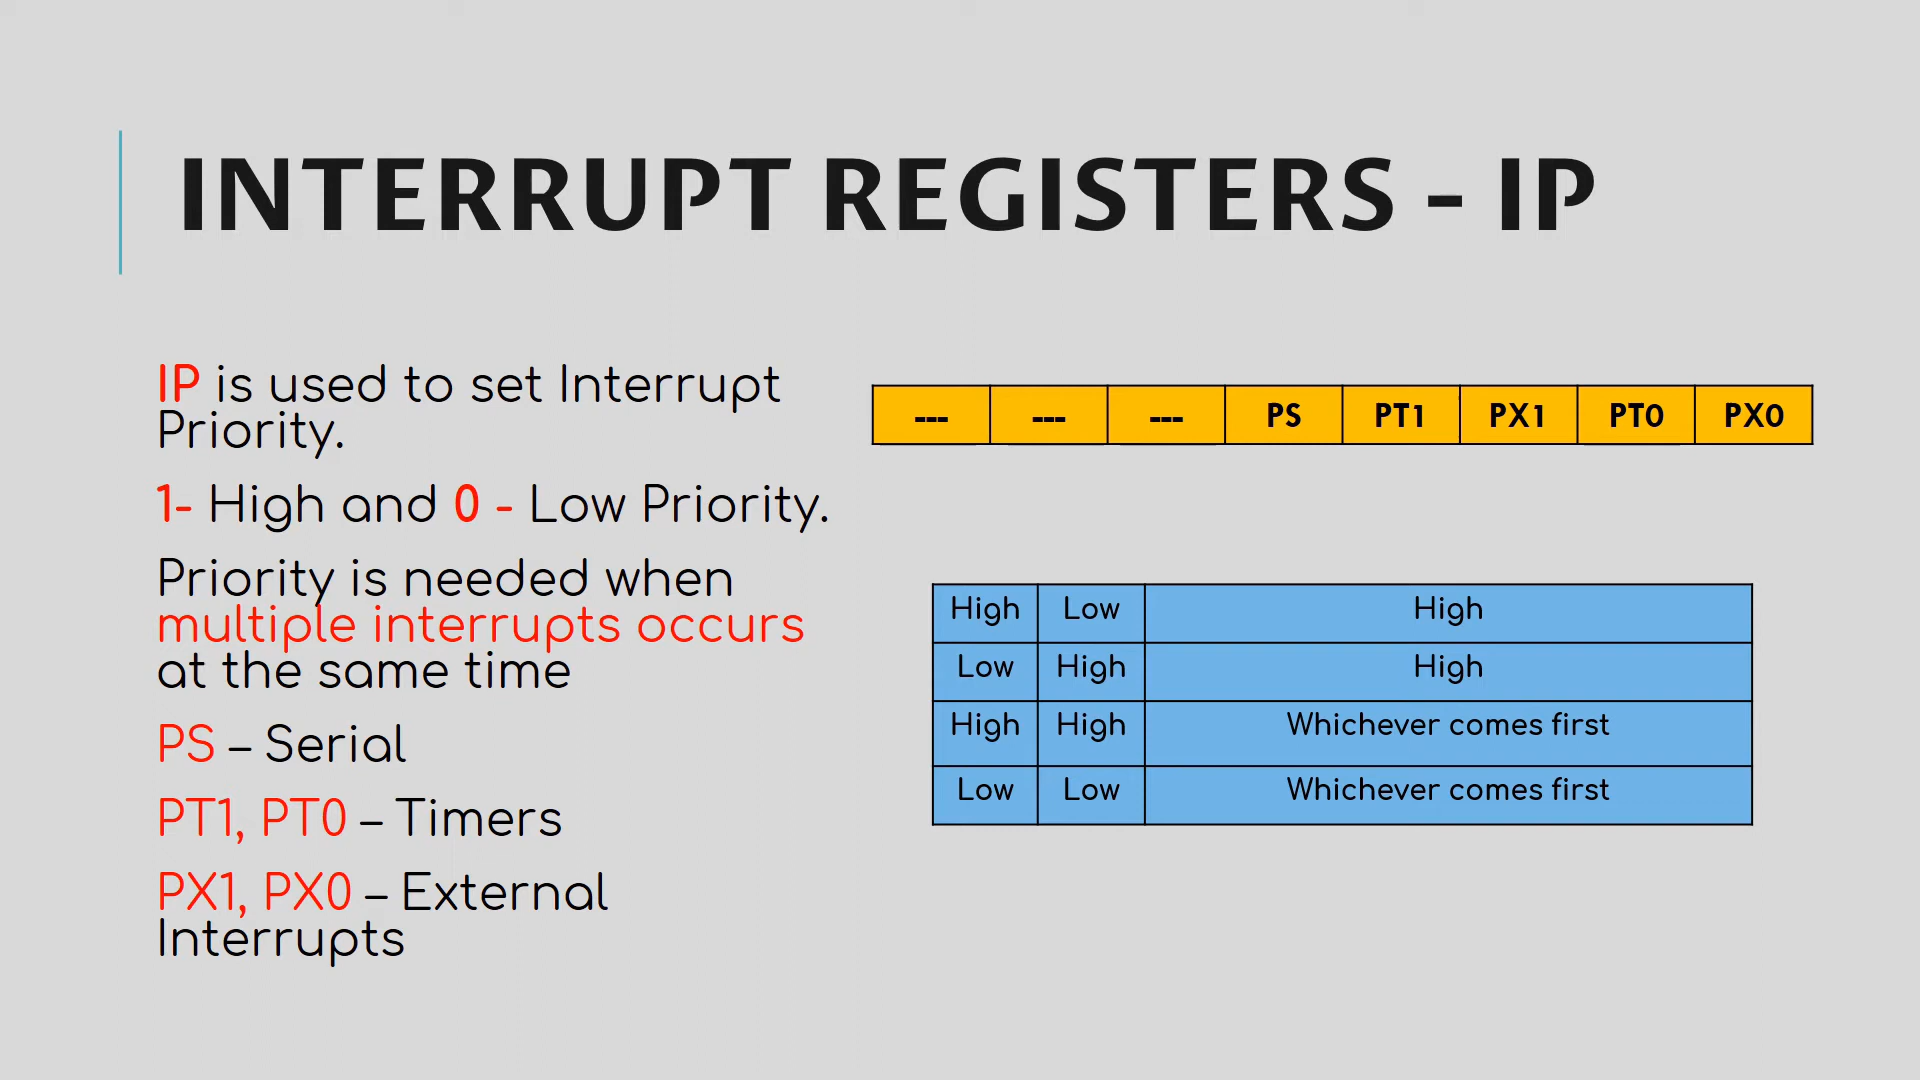 INTERRUPT REGISTERS - IP
IP is used to set Interrupt
Priority.
1- High and 0 - Low Priority.
Priority is needed when
multiple interrupts occurs
at the same time
PS – Serial
PT1, PT0 – Timers
PX1, PX0 – External
Interrupts
--- --- --- PS PT1 PX1 PT0 PX0
High Low High
Low High High
High High Whichever comes first
Low Low Whichever comes first